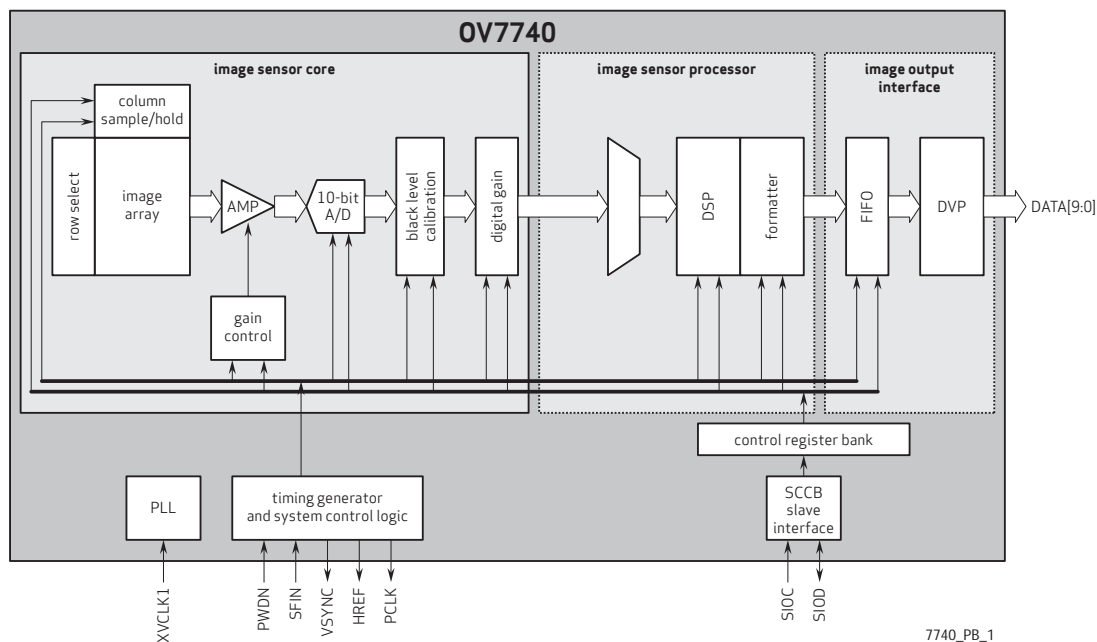 OV7740
image sensor core
image sensor processor
image output
interface
column
sample/hold
row select
image
array
AMP
10-bit
A/D
black level
calibration
digital gain
DSP
formatter
FIFO
DVP
DATA[9:0]
gain
control
control register bank
PLL
timing generator
and system control logic
SCCB
slave
interface
XVCLK1
PWDN
SFIN
VSYNC
HREF
PCLK
SIOC
SIOD
7740_PB_1